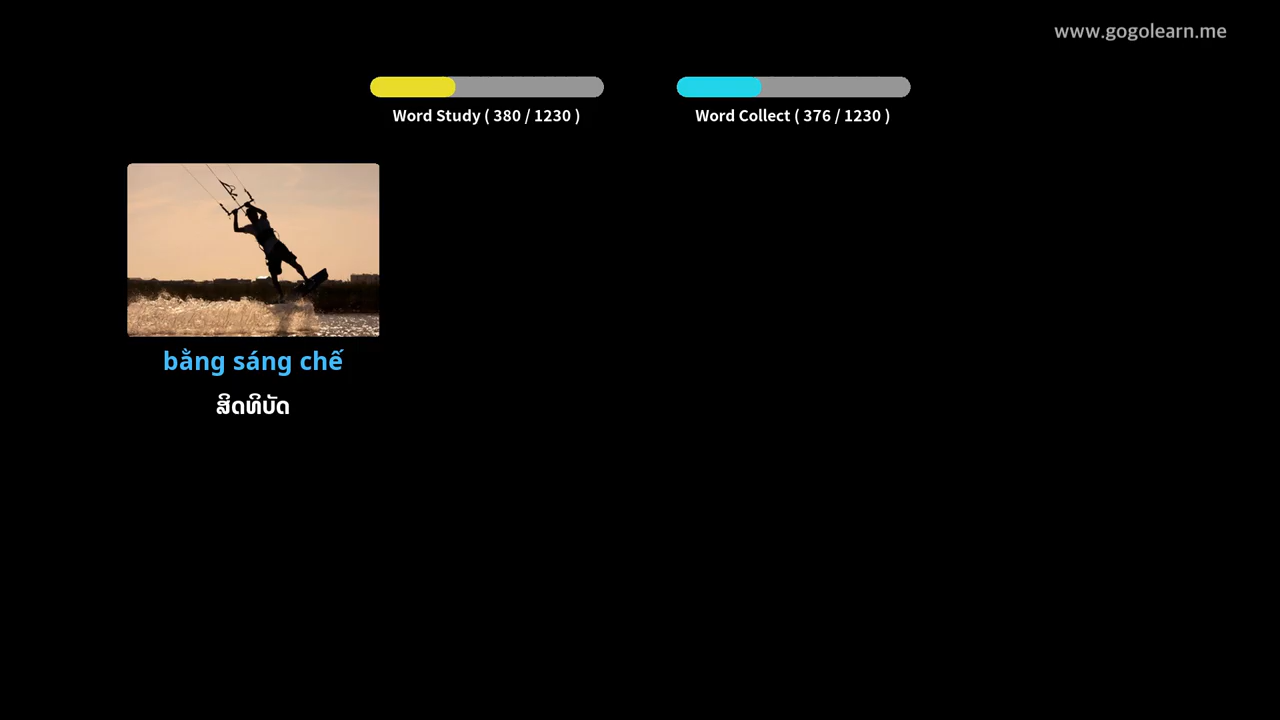 www.gogolearn.me
Word Study ( 380 / 1230 )
Word Collect ( 376 / 1230 )
bằng sáng chế
ສິດທິບັດ